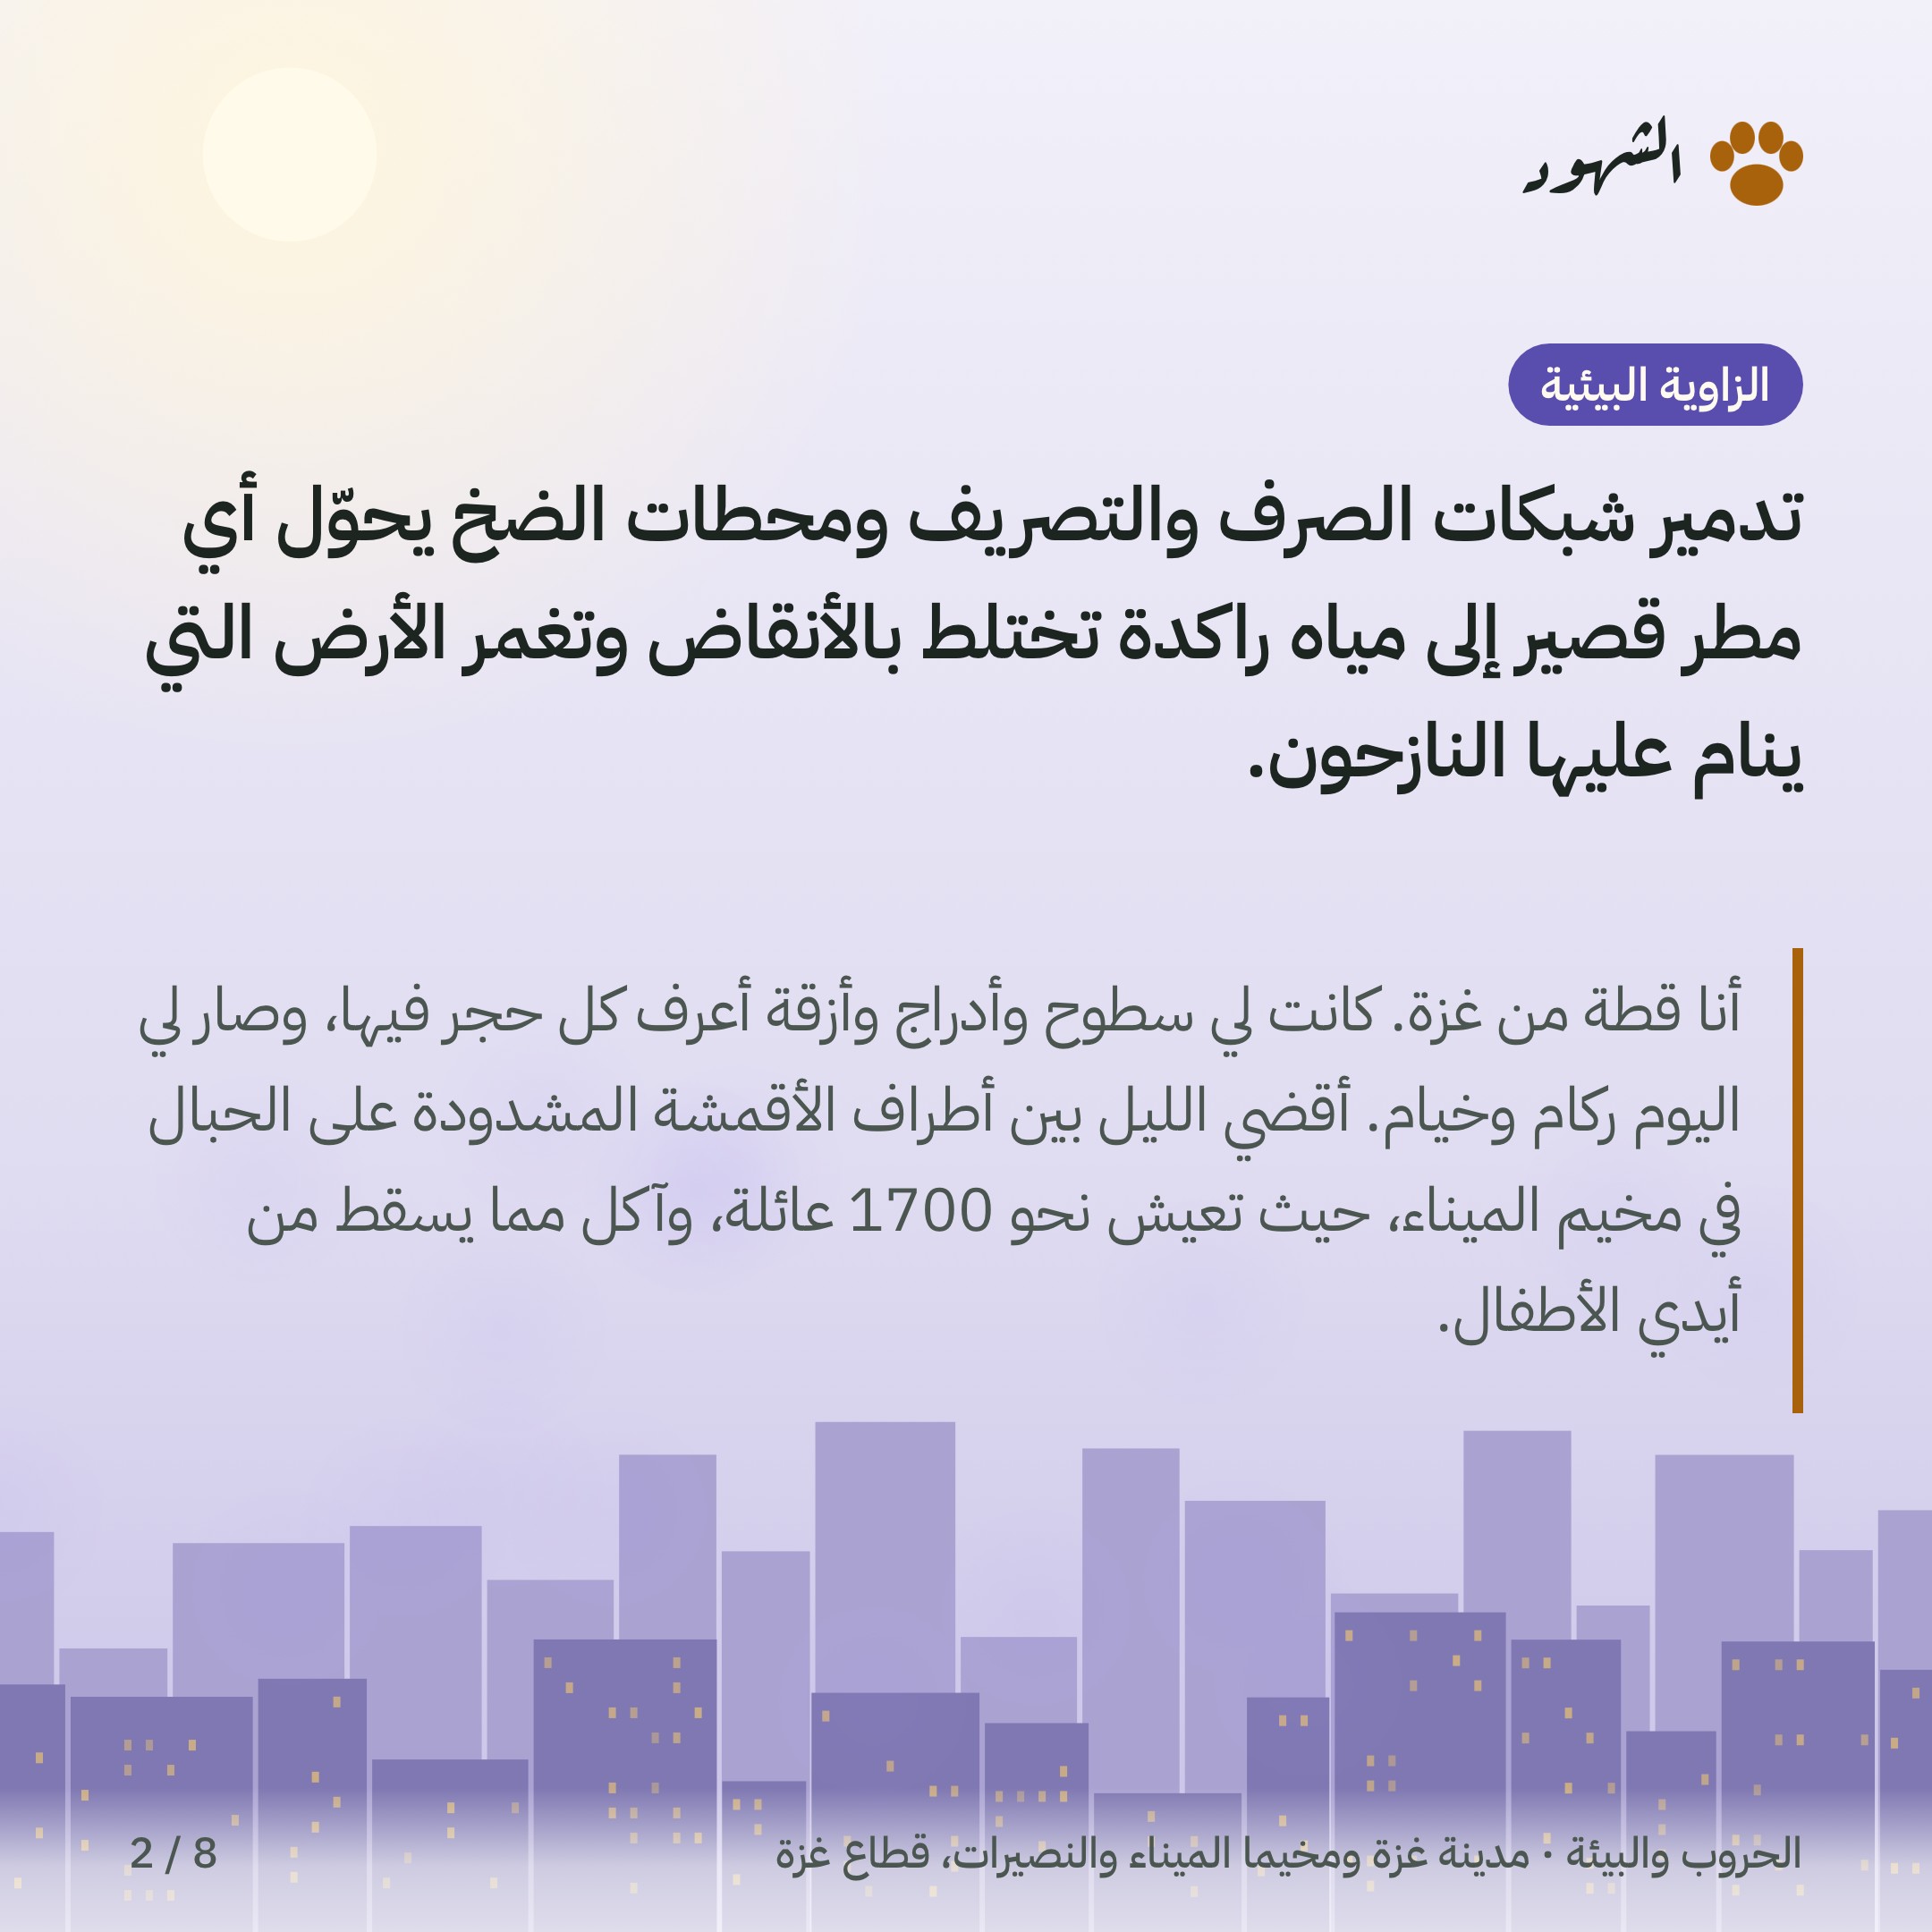 الشهود
الزاوية البيئية
تدمير شبكات الصرف والتصريف ومحطات الضخ يحوّل أي
مطر قصير إلى مياه راكدة تختلط بالأنقاض وتغمر الأرض التي
ينام عليها النازحون.
أنا قطة من غزة. كانت لي سطوح وأدراج وأزقة أعرف كل حجر فيها، وصار لي
اليوم ركام وخيام. أقضي الليل بين أطراف الأقمشة المشدودة على الحبال
في مخيم الميناء، حيث تعيش نحو 1700 عائلة، وآكل مما يسقط من
أيدي الأطفال.
الحروب والبيئة · مدينة غزة ومخيما الميناء والنصيرات، قطاع غزة
2 / 8